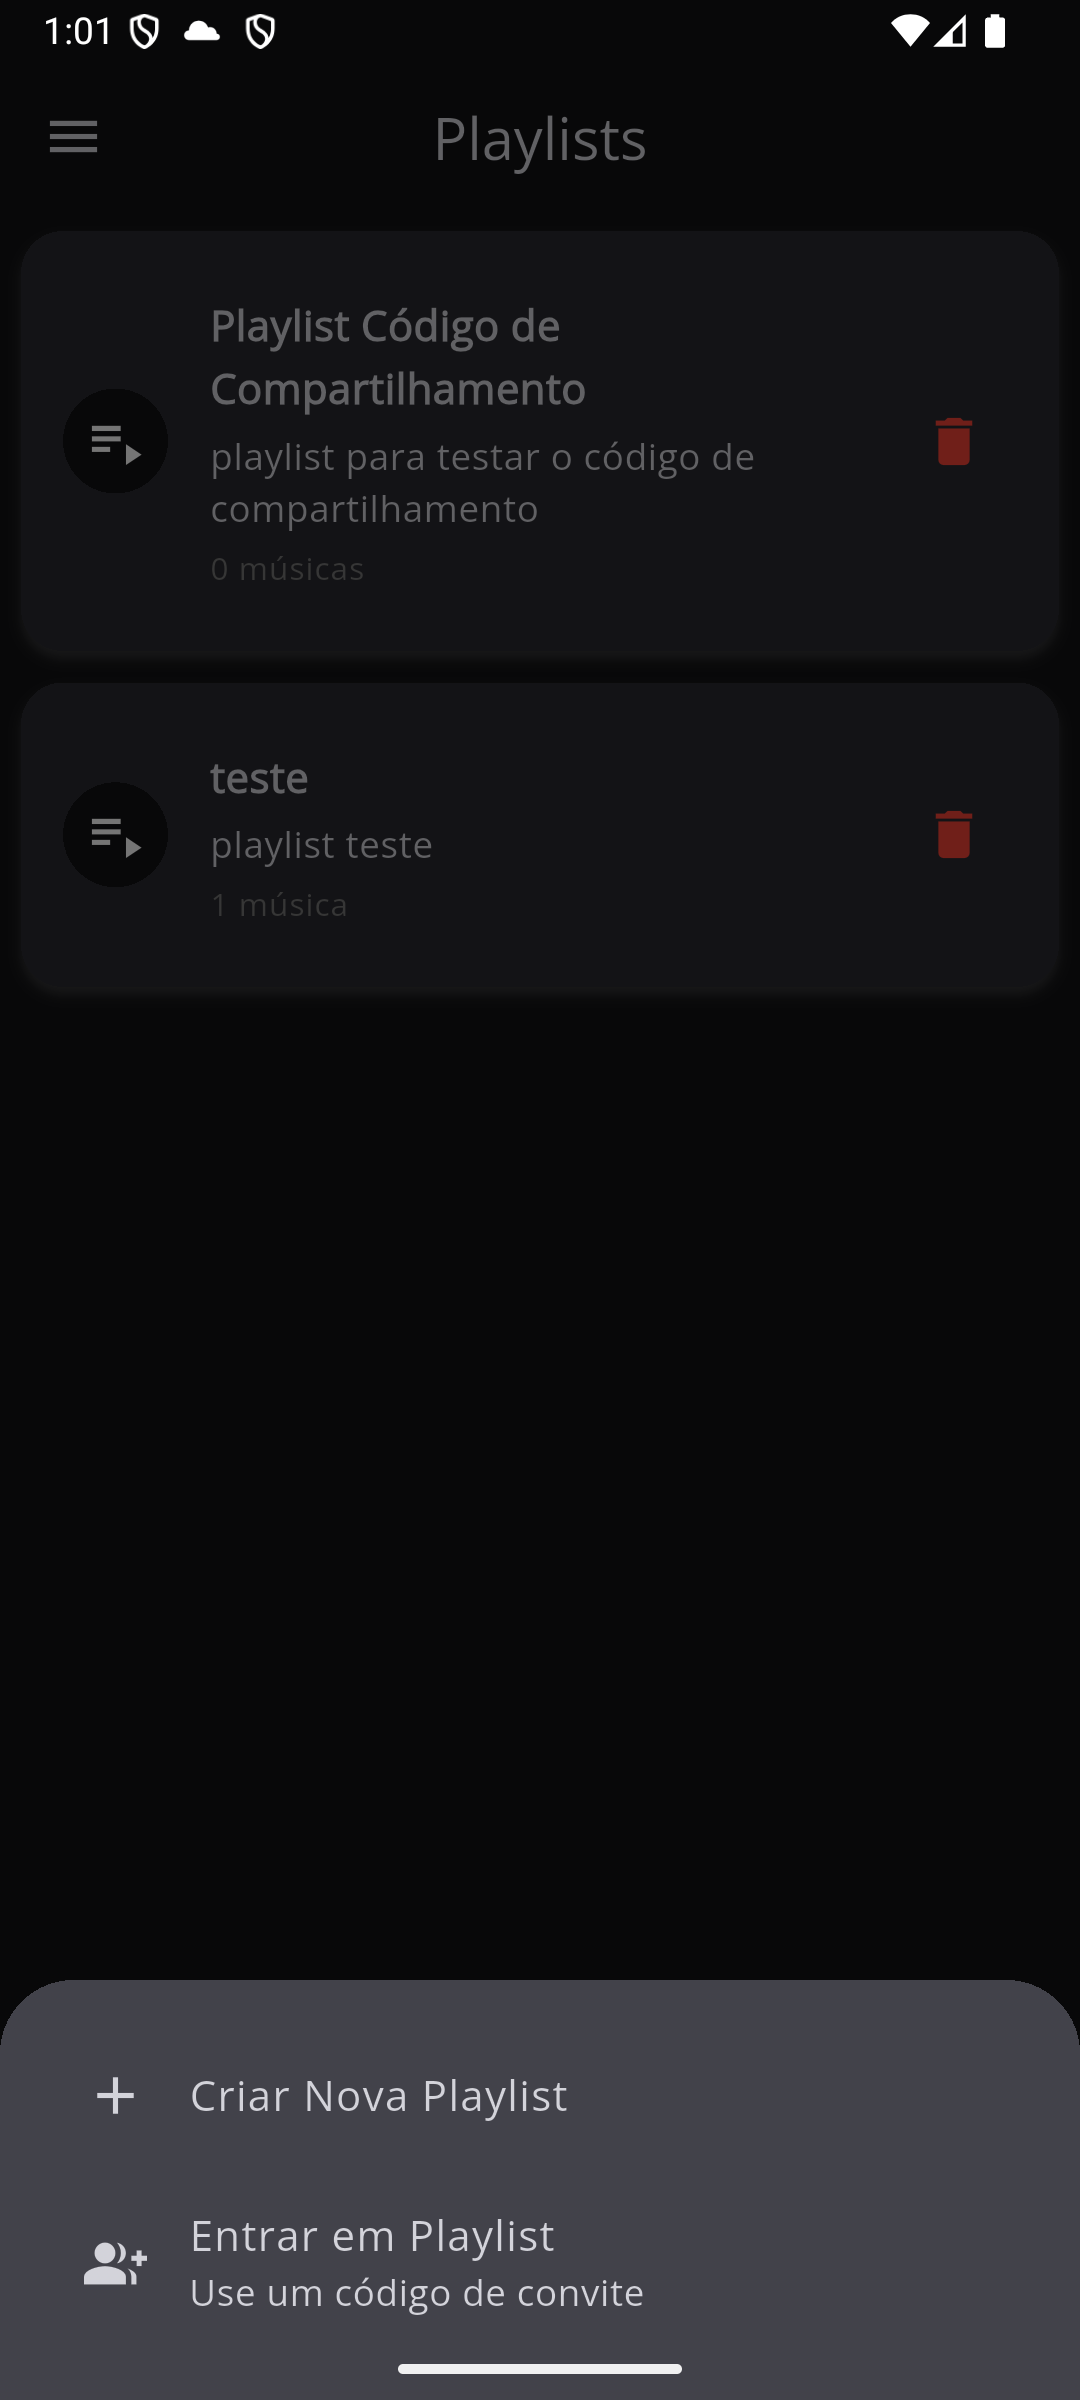 1:01
Playlists
Playlist Código de
Compartilhamento
playlist para testar o código de
compartilhamento
0 músicas
teste
playlist teste
1 música
Criar Nova Playlist
Entrar em Playlist
Use um código de convite